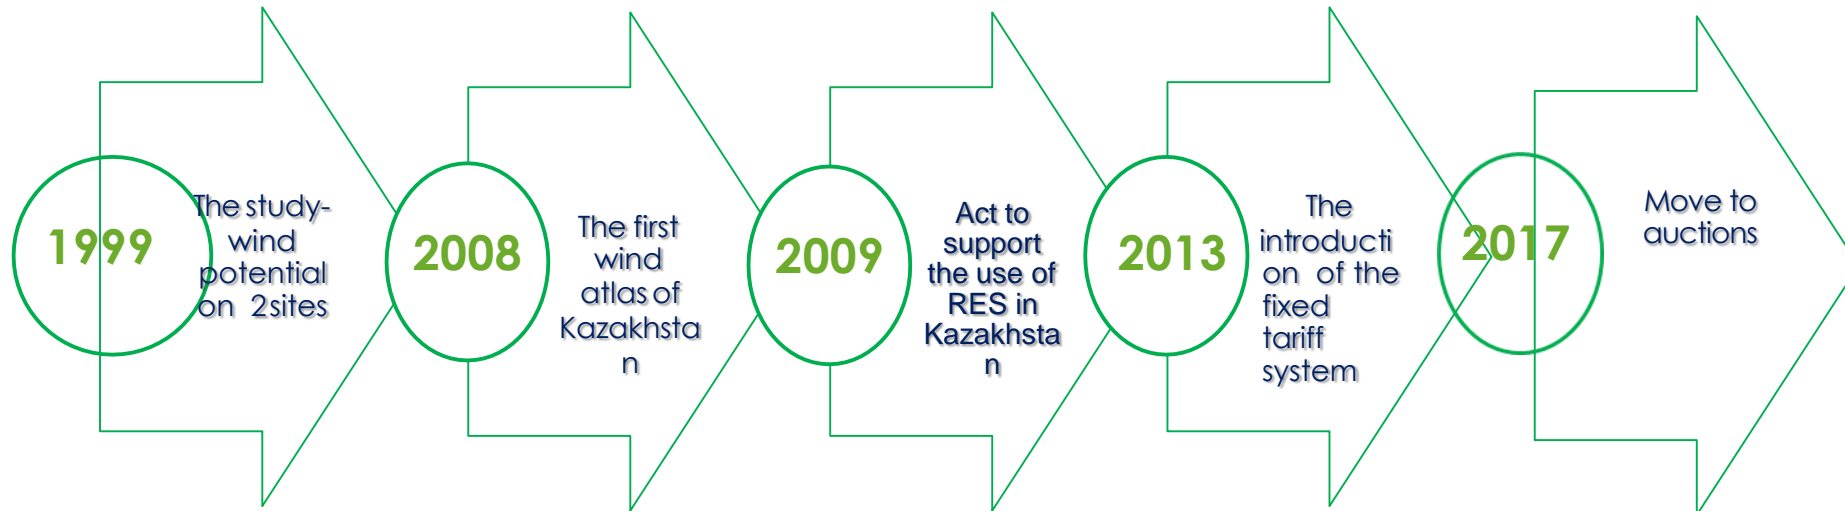 1999
The study-
wind
potential
on 2sites
2008
The first
wind
atlas of
Kazakhsta
n
2009
Act to
support
the use of
RES in
Kazakhsta
n
2013
The
introducti
on of the
fixed
tariff
system
2017
Move to
auctions